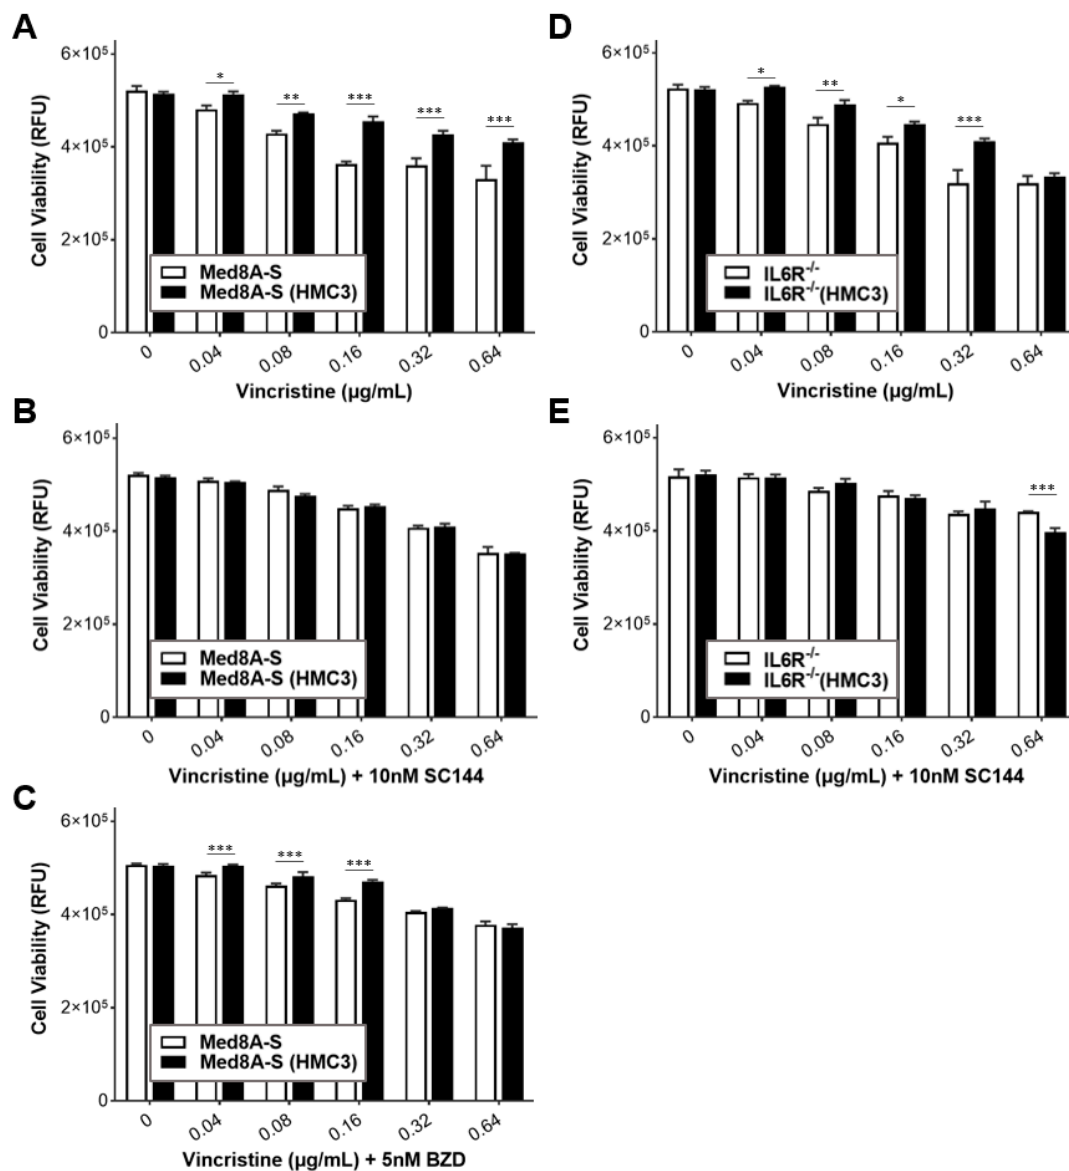 A
6×10⁵
4×10⁵
2×10⁵
0
Cell Viability (RFU)
* ** *** *** ***
Med8A-S
Med8A-S (HMC3)
0 0.04 0.08 0.16 0.32 0.64
Vincristine (µg/mL)
D
6×10⁵
4×10⁵
2×10⁵
0
Cell Viability (RFU)
* ** * ***
IL6R⁻/⁻
IL6R⁻/⁻(HMC3)
0 0.04 0.08 0.16 0.32 0.64
Vincristine (µg/mL)
B
6×10⁵
4×10⁵
2×10⁵
0
Cell Viability (RFU)
Med8A-S
Med8A-S (HMC3)
0 0.04 0.08 0.16 0.32 0.64
Vincristine (µg/mL) + 10nM SC144
E
6×10⁵
4×10⁵
2×10⁵
0
Cell Viability (RFU)
***
IL6R⁻/⁻
IL6R⁻/⁻(HMC3)
0 0.04 0.08 0.16 0.32 0.64
Vincristine (µg/mL) + 10nM SC144
C
6×10⁵
4×10⁵
2×10⁵
0
Cell Viability (RFU)
*** *** ***
Med8A-S
Med8A-S (HMC3)
0 0.04 0.08 0.16 0.32 0.64
Vincristine (µg/mL) + 5nM BZD